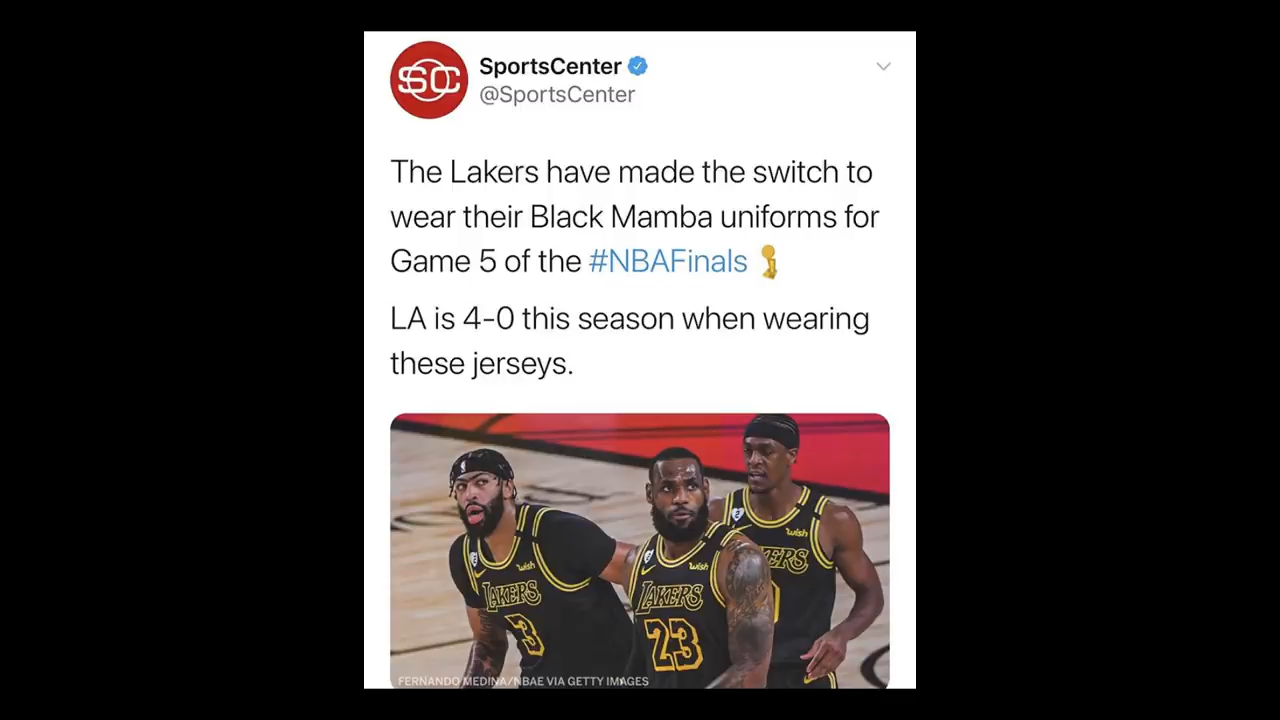 SC
SportsCenter
@SportsCenter
The Lakers have made the switch to
wear their Black Mamba uniforms for
Game 5 of the #NBAFinals
LA is 4-0 this season when wearing
these jerseys.
wish
LAKERS
3
wish
LAKERS
23
wish
ERS
FERNANDO MEDINA/NBAE VIA GETTY IMAGES